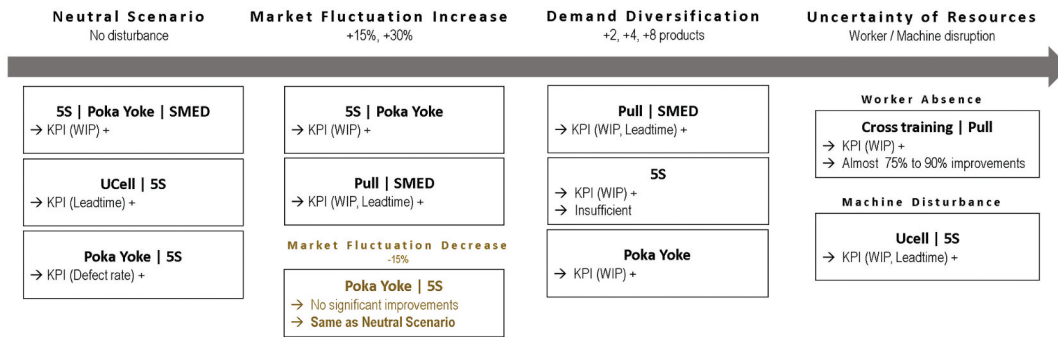 Neutral Scenario
No disturbance
5S | Poka Yoke | SMED
→ KPI (WIP) +
UCell | 5S
→ KPI (Leadtime) +
Poka Yoke | 5S
→ KPI (Defect rate) +
Market Fluctuation Increase
+15%, +30%
5S | Poka Yoke
→ KPI (WIP) +
Pull | SMED
→ KPI (WIP, Leadtime) +
Market Fluctuation Decrease
-15%
Poka Yoke | 5S
→ No significant improvements
→ Same as Neutral Scenario
Demand Diversification
+2, +4, +8 products
Pull | SMED
→ KPI (WIP, Leadtime) +
5S
→ KPI (WIP) +
→ Insufficient
Poka Yoke
→ KPI (WIP) +
Uncertainty of Resources
Worker / Machine disruption
Worker Absence
Cross training | Pull
→ KPI (WIP) +
→ Almost 75% to 90% improvements
Machine Disturbance
Ucell | 5S
→ KPI (WIP, Leadtime) +